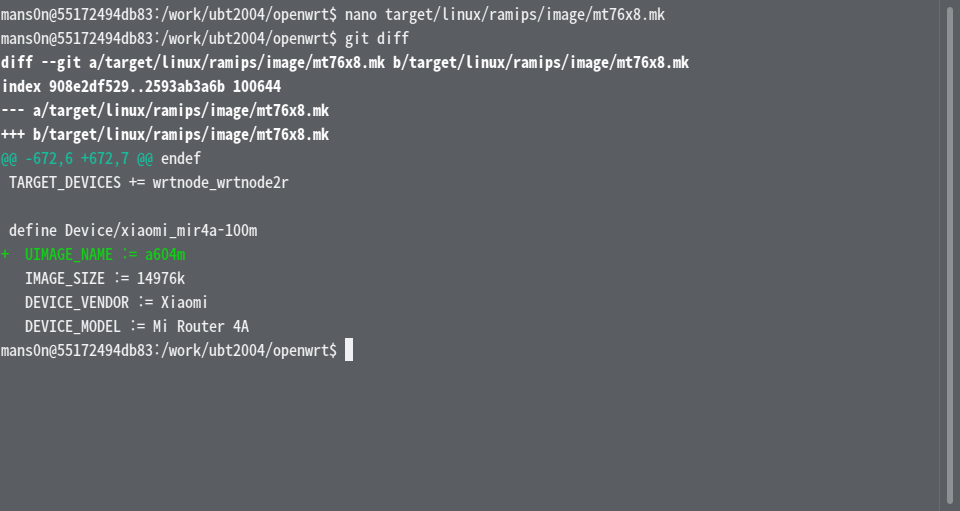 mans0n@55172494db83:/work/ubt2004/openwrt$ nano target/linux/ramips/image/mt76x8.mk
mans0n@55172494db83:/work/ubt2004/openwrt$ git diff
diff --git a/target/linux/ramips/image/mt76x8.mk b/target/linux/ramips/image/mt76x8.mk
index 908e2df529..2593ab3a6b 100644
--- a/target/linux/ramips/image/mt76x8.mk
+++ b/target/linux/ramips/image/mt76x8.mk
@@ -672,6 +672,7 @@ endef
 TARGET_DEVICES += wrtnode_wrtnode2r

 define Device/xiaomi_mir4a-100m
+  UIMAGE_NAME := a604m
   IMAGE_SIZE := 14976k
   DEVICE_VENDOR := Xiaomi
   DEVICE_MODEL := Mi Router 4A
mans0n@55172494db83:/work/ubt2004/openwrt$